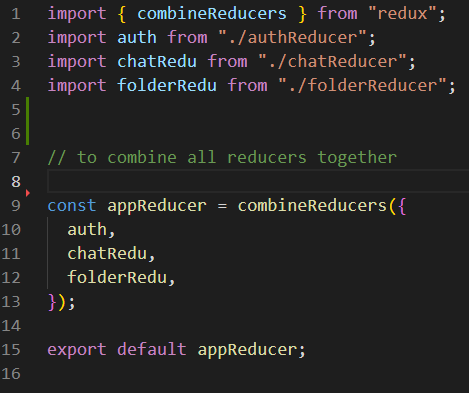 1 import { combineReducers } from "redux";
2 import auth from "./authReducer";
3 import chatRedu from "./chatReducer";
4 import folderRedu from "./folderReducer";
5
6
7 // to combine all reducers together
8
9 const appReducer = combineReducers({
10   auth,
11   chatRedu,
12   folderRedu,
13 });
14
15 export default appReducer;
16